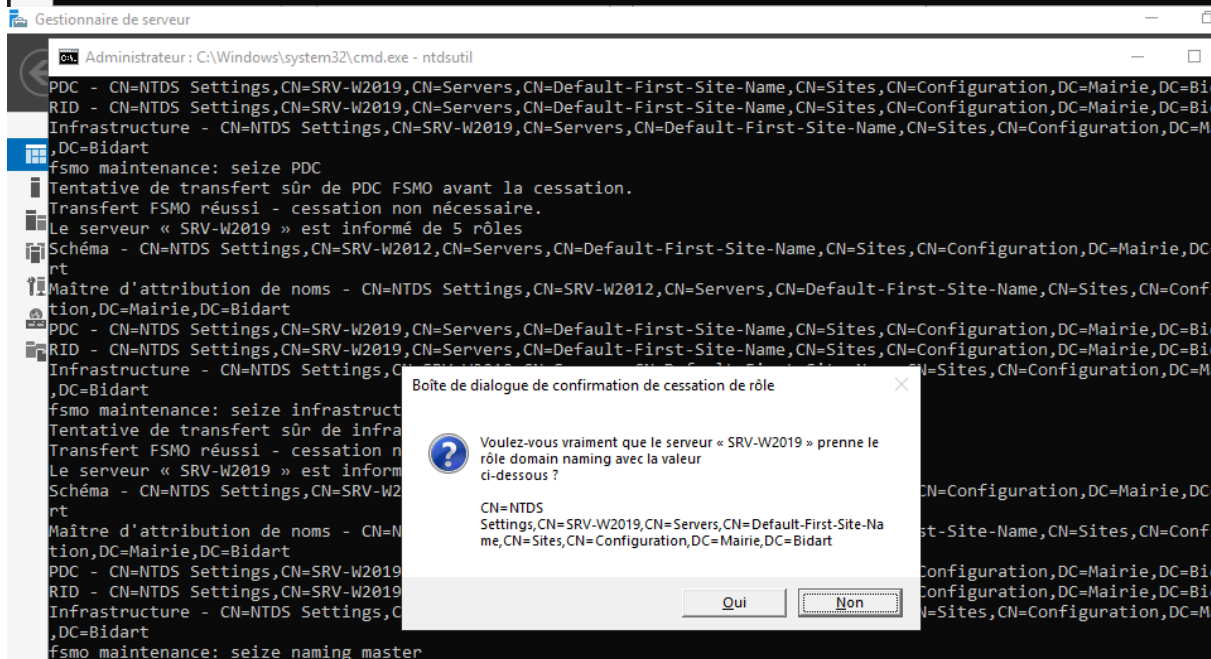 Gestionnaire de serveur
Administrateur : C:\Windows\system32\cmd.exe - ntdsutil
PDC - CN=NTDS Settings,CN=SRV-W2019,CN=Servers,CN=Default-First-Site-Name,CN=Sites,CN=Configuration,DC=Mairie,DC=Bi
RID - CN=NTDS Settings,CN=SRV-W2019,CN=Servers,CN=Default-First-Site-Name,CN=Sites,CN=Configuration,DC=Mairie,DC=Bi
Infrastructure - CN=NTDS Settings,CN=SRV-W2019,CN=Servers,CN=Default-First-Site-Name,CN=Sites,CN=Configuration,DC=M
,DC=Bidart
fsmo maintenance: seize PDC
Tentative de transfert sûr de PDC FSMO avant la cessation.
Transfert FSMO réussi - cessation non nécessaire.
Le serveur « SRV-W2019 » est informé de 5 rôles
Schéma - CN=NTDS Settings,CN=SRV-W2012,CN=Servers,CN=Default-First-Site-Name,CN=Sites,CN=Configuration,DC=Mairie,DC
rt
Maître d'attribution de noms - CN=NTDS Settings,CN=SRV-W2012,CN=Servers,CN=Default-First-Site-Name,CN=Sites,CN=Conf
tion,DC=Mairie,DC=Bidart
PDC - CN=NTDS Settings,CN=SRV-W2019,CN=Servers,CN=Default-First-Site-Name,CN=Sites,CN=Configuration,DC=Mairie,DC=Bi
RID - CN=NTDS Settings,CN=SRV-W2019,CN=Servers,CN=Default-First-Site-Name,CN=Sites,CN=Configuration,DC=Mairie,DC=Bi
Infrastructure - CN=NTDS Settings,C N=Sites,CN=Configuration,DC=M
,DC=Bidart
fsmo maintenance: seize infrastruct
Tentative de transfert sûr de infra
Transfert FSMO réussi - cessation n
Le serveur « SRV-W2019 » est inform
Schéma - CN=NTDS Settings,CN=SRV-W2 CN=Configuration,DC=Mairie,DC
rt
Maître d'attribution de noms - CN=N st-Site-Name,CN=Sites,CN=Conf
tion,DC=Mairie,DC=Bidart
PDC - CN=NTDS Settings,CN=SRV-W2019 Configuration,DC=Mairie,DC=Bi
RID - CN=NTDS Settings,CN=SRV-W2019 Configuration,DC=Mairie,DC=Bi
Infrastructure - CN=NTDS Settings,C N=Sites,CN=Configuration,DC=M
,DC=Bidart
fsmo maintenance: seize naming master
Boîte de dialogue de confirmation de cessation de rôle
Voulez-vous vraiment que le serveur « SRV-W2019 » prenne le
rôle domain naming avec la valeur
ci-dessous ?
CN=NTDS
Settings,CN=SRV-W2019,CN=Servers,CN=Default-First-Site-Na
me,CN=Sites,CN=Configuration,DC=Mairie,DC=Bidart
Oui
Non